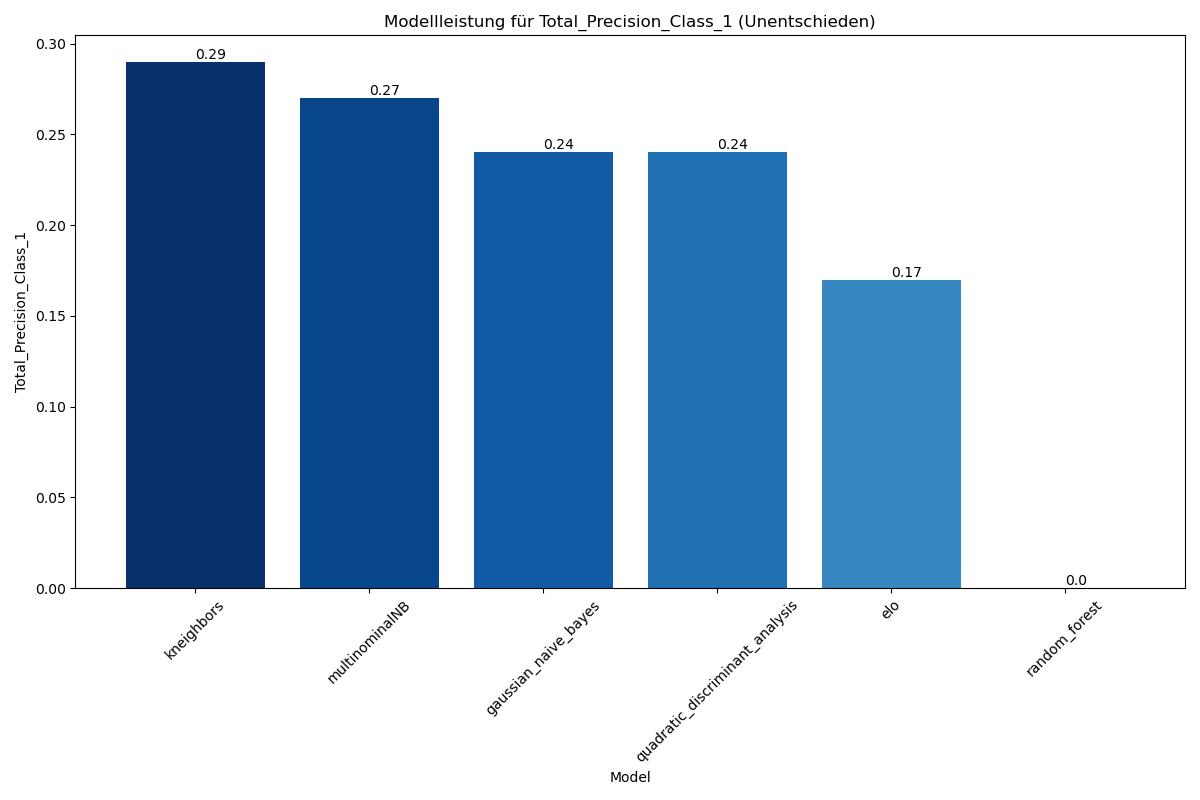 Modellleistung für Total_Precision_Class_1 (Unentschieden)
Total_Precision_Class_1
0.30
0.25
0.20
0.15
0.10
0.05
0.00
0.29
0.27
0.24
0.24
0.17
0.0
kneighbors
multinominalNB
gaussian_naive_bayes
quadratic_discriminant_analysis
elo
random_forest
Model